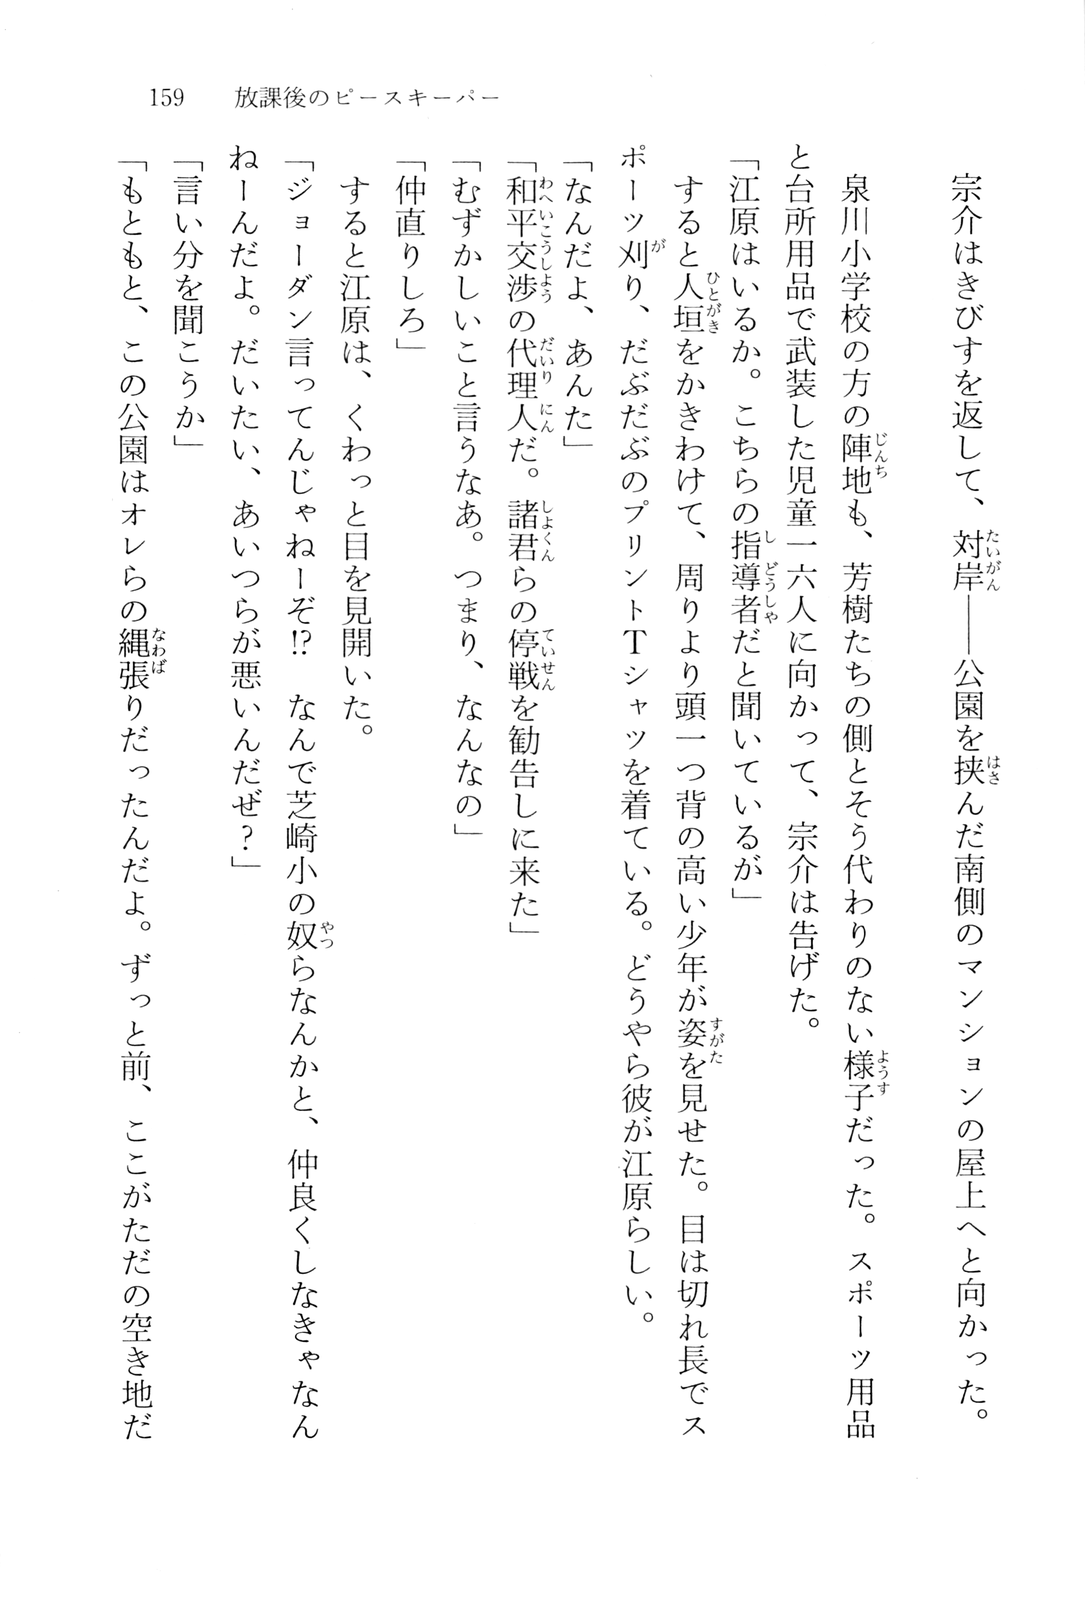 159　放課後のピースキーパー
宗介はきびすを返して、対岸――公園を挟んだ南側のマンションの屋上へと向かった。
泉川小学校の方の陣地も、芳樹たちの側とそう代わりのない様子だった。スポーツ用品
と台所用品で武装した児童一六人に向かって、宗介は告げた。
「江原はいるか。こちらの指導者だと聞いているが」
すると人垣をかきわけて、周りより頭一つ背の高い少年が姿を見せた。目は切れ長でス
ポーツ刈り、だぶだぶのプリントTシャツを着ている。どうやら彼が江原らしい。
「なんだよ、あんた」
「和平交渉の代理人だ。諸君らの停戦を勧告しに来た」
「むずかしいこと言うなあ。つまり、なんなの」
「仲直りしろ」
すると江原は、くわっと目を見開いた。
「ジョーダン言ってんじゃねーぞ!?　なんで芝崎小の奴らなんかと、仲良くしなきゃなん
ねーんだよ。だいたい、あいつらが悪いんだぜ？」
「言い分を聞こうか」
「もともと、この公園はオレらの縄張りだったんだよ。ずっと前、ここがただの空き地だ